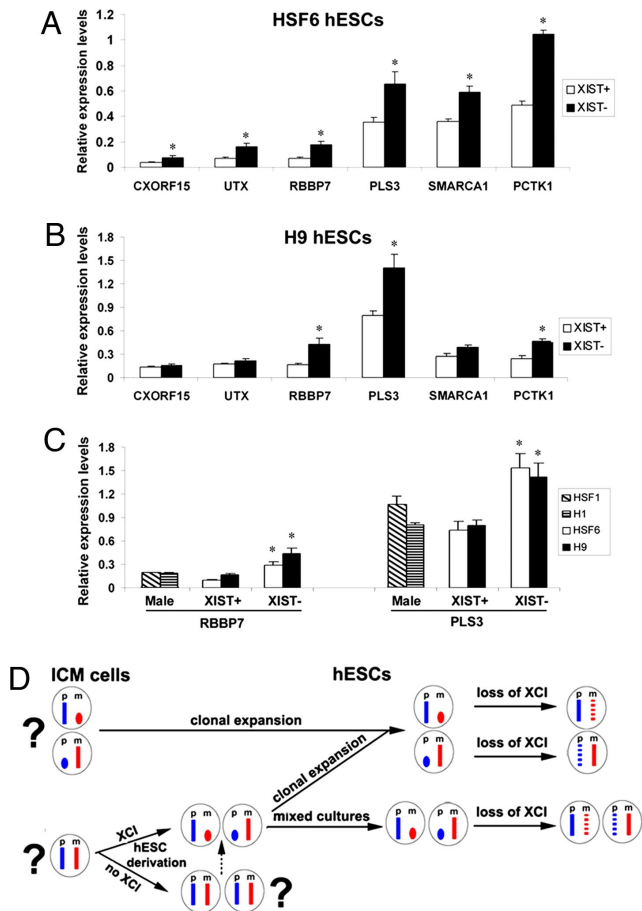 A
HSF6 hESCs
Relative expression levels
1.2
1
0.8
0.6
0.4
0.2
0
*
*
*
*
*
*
XIST+
XIST-
CXORF15 UTX RBBP7 PLS3 SMARCA1 PCTK1
B
H9 hESCs
Relative expression levels
1.8
1.5
1.2
0.9
0.6
0.3
0
*
*
*
XIST+
XIST-
CXORF15 UTX RBBP7 PLS3 SMARCA1 PCTK1
C
Relative expression levels
1.8
1.5
1.2
0.9
0.6
0.3
0
* *
* *
HSF1
H1
HSF6
H9
Male XIST+ XIST- Male XIST+ XIST-
RBBP7 PLS3
D
ICM cells
hESCs
?
p m
p m
clonal expansion
p m
p m
loss of XCI
loss of XCI
p m
p m
clonal expansion
?
p m
XCI
hESC
derivation
no XCI
p m p m
mixed cultures
p m p m
loss of XCI
p m p m
p m p m
?